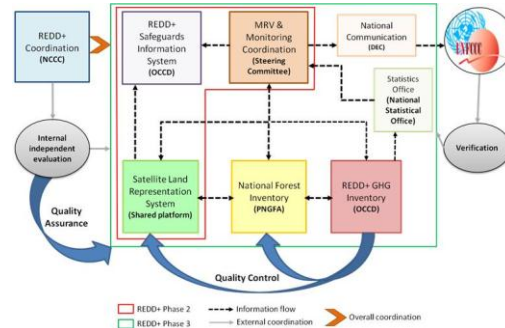 REDD+
Coordination
(NCCC)
REDD+
Safeguards
Information
System
(OCCD)
MRV &
Monitoring
Coordination
(Steering
Committee)
National
Communication
(DEC)
UNFCCC
Statistics
Office
(National
Statistical
Office)
Internal
independent
evaluation
Verification
Satellite Land
Representation
System
(Shared platform)
National Forest
Inventory
(PNGFA)
REDD+ GHG
Inventory
(OCCD)
Quality
Assurance
Quality Control
REDD+ Phase 2
Information flow
Overall coordination
REDD+ Phase 3
External coordination